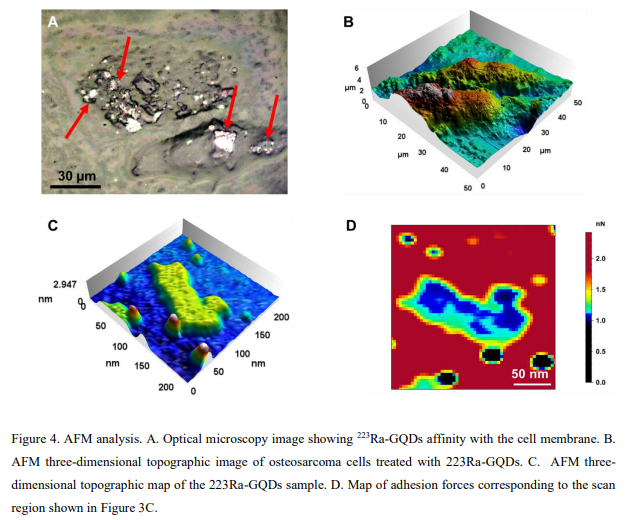 A
30 µm
B
6
4
µm
2
0
0
10
20
µm
30
40
50
0
10
20
30
µm
40
50
C
2.947
nm
0
0
50
100
nm
150
200
0
50
100
nm
150
200
D
nN
2.0
1.5
1.0
0.5
0.0
50 nm
Figure 4. AFM analysis. A. Optical microscopy image showing ²²³Ra-GQDs affinity with the cell membrane. B.
AFM three-dimensional topographic image of osteosarcoma cells treated with 223Ra-GQDs. C. AFM three-
dimensional topographic map of the 223Ra-GQDs sample. D. Map of adhesion forces corresponding to the scan
region shown in Figure 3C.